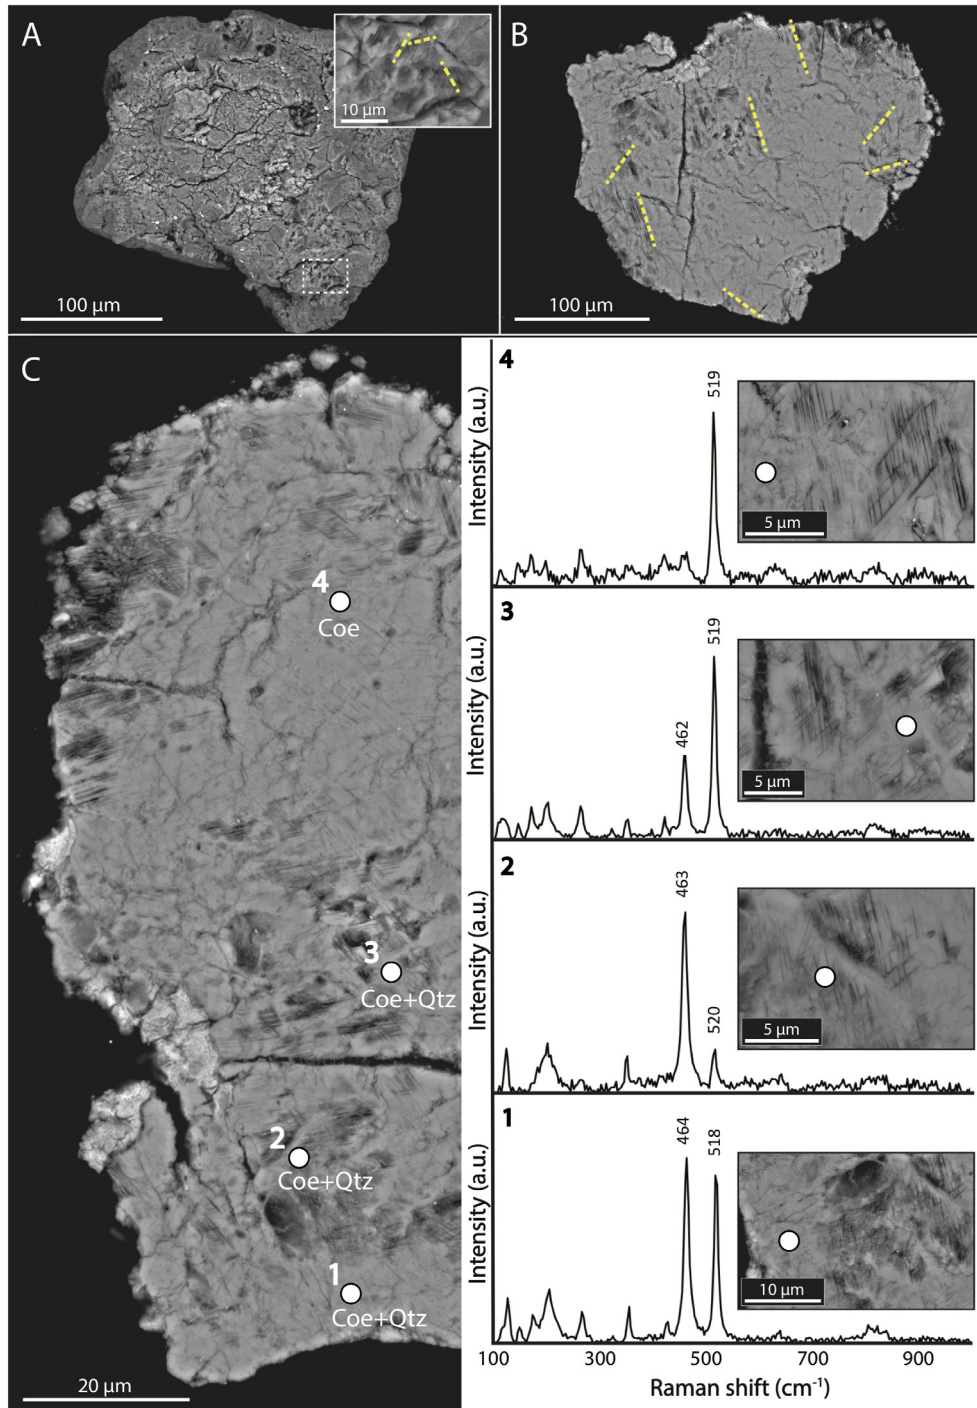 A
10 µm
100 µm
B
100 µm
C
4
Coe
3
Coe+Qtz
2
Coe+Qtz
1
Coe+Qtz
20 µm
4
519
Intensity (a.u.)
5 µm
3
462
519
Intensity (a.u.)
5 µm
2
463
520
Intensity (a.u.)
5 µm
1
464
518
Intensity (a.u.)
10 µm
100 300 500 700 900
Raman shift (cm⁻¹)